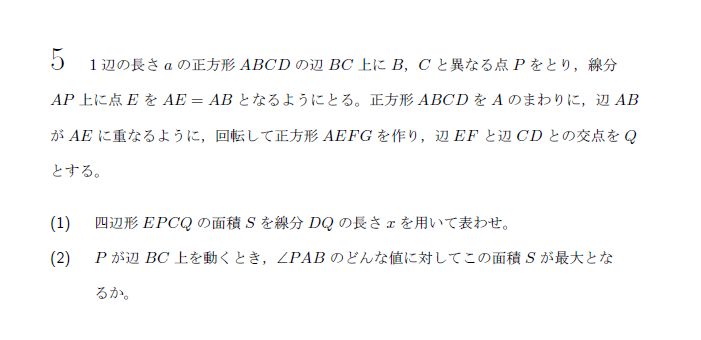 5 1辺の長さ a の正方形 ABCD の辺 BC 上に B，C と異なる点 P をとり，線分
AP 上に点 E を AE = AB となるようにとる。正方形 ABCD を A のまわりに，辺 AB
が AE に重なるように，回転して正方形 AEFG を作り，辺 EF と辺 CD との交点を Q
とする。
(1) 四辺形 EPCQ の面積 S を線分 DQ の長さ x を用いて表わせ。
(2) P が辺 BC 上を動くとき，∠PAB のどんな値に対してこの面積 S が最大とな
るか。